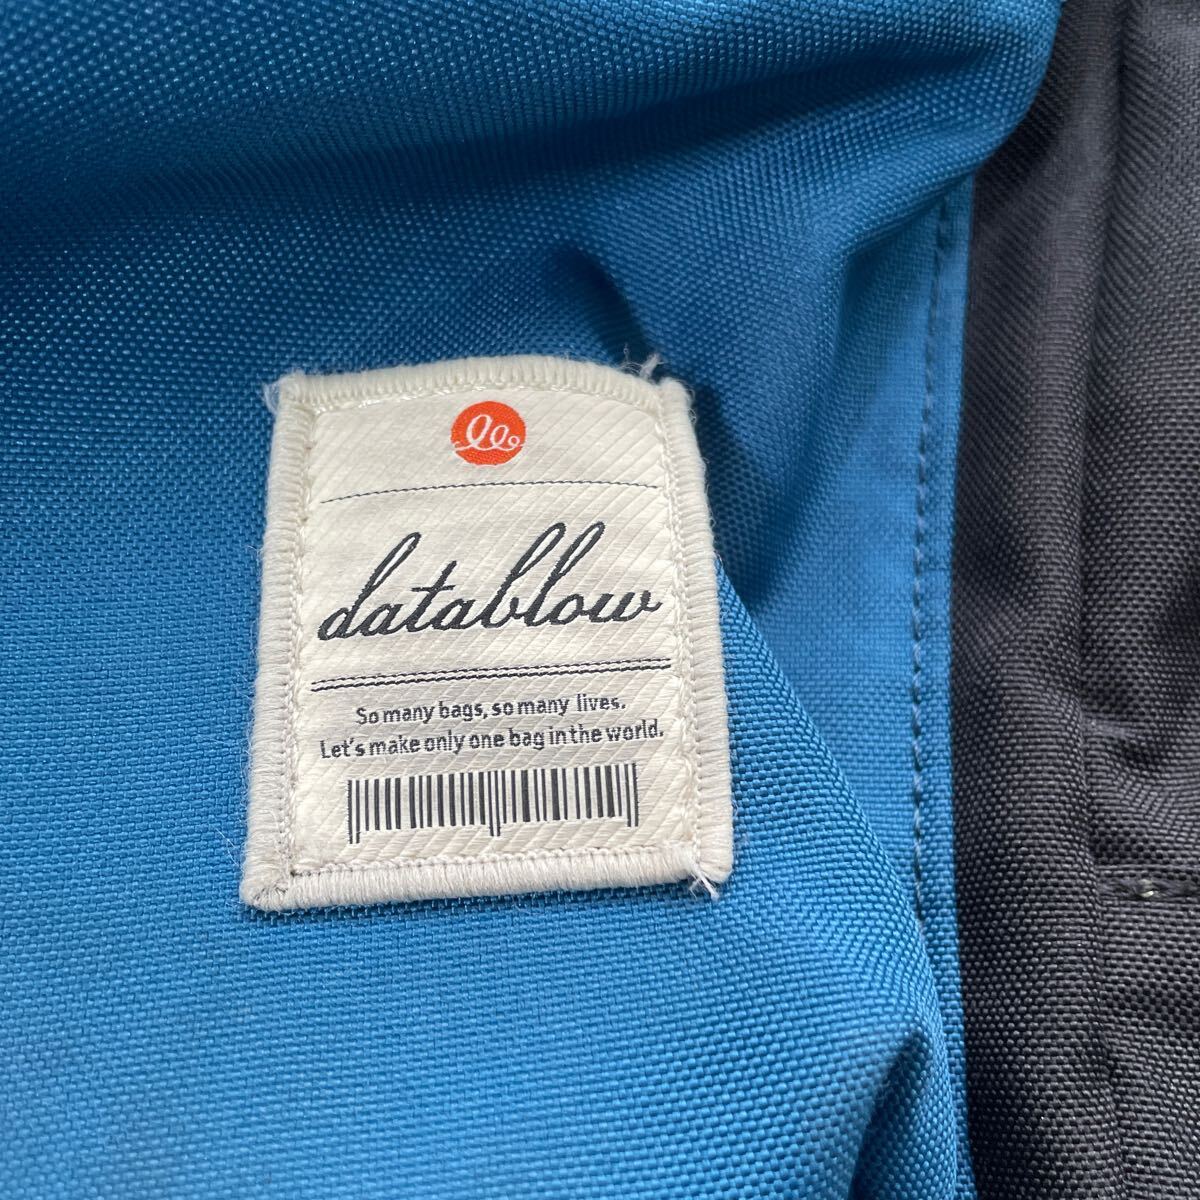 datablow
So many bags, so many lives.
Let's make only one bag in the world.